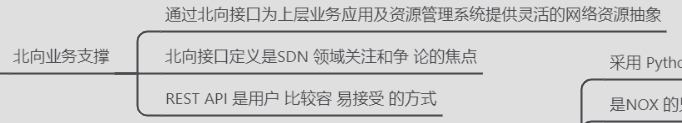 通过北向接口为上层业务应用及资源管理系统提供灵活的网络资源抽象
北向业务支撑
北向接口定义是SDN 领域关注和争 论的焦点
REST API 是用户 比较容 易接受 的方式
采用
是NOX 的